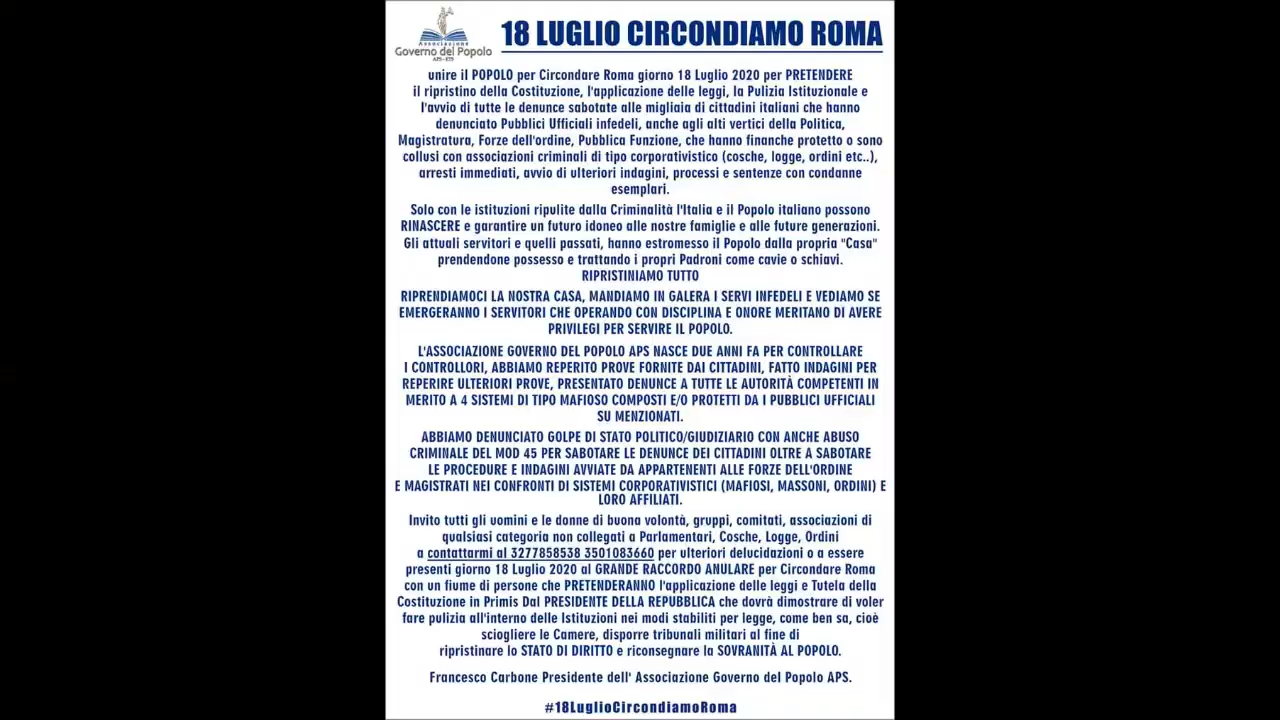 Associazione
Governo del Popolo
APS - ETS
18 LUGLIO CIRCONDIAMO ROMA
unire il POPOLO per Circondare Roma giorno 18 Luglio 2020 per PRETENDERE
il ripristino della Costituzione, l'applicazione delle leggi, la Pulizia Istituzionale e
l'avvio di tutte le denunce sabotate alle migliaia di cittadini italiani che hanno
denunciato Pubblici Ufficiali infedeli, anche agli alti vertici della Politica,
Magistratura, Forze dell'ordine, Pubblica Funzione, che hanno finanche protetto o sono
collusi con associazioni criminali di tipo corporativistico (cosche, logge, ordini etc..),
arresti immediati, avvio di ulteriori indagini, processi e sentenze con condanne
esemplari.
Solo con le istituzioni ripulite dalla Criminalità l'Italia e il Popolo italiano possono
RINASCERE e garantire un futuro idoneo alle nostre famiglie e alle future generazioni.
Gli attuali servitori e quelli passati, hanno estromesso il Popolo dalla propria "Casa"
prendendone possesso e trattando i propri Padroni come cavie o schiavi.
RIPRISTINIAMO TUTTO
RIPRENDIAMOCI LA NOSTRA CASA, MANDIAMO IN GALERA I SERVI INFEDELI E VEDIAMO SE
EMERGERANNO I SERVITORI CHE OPERANDO CON DISCIPLINA E ONORE MERITANO DI AVERE
PRIVILEGI PER SERVIRE IL POPOLO.
L'ASSOCIAZIONE GOVERNO DEL POPOLO APS NASCE DUE ANNI FA PER CONTROLLARE
I CONTROLLORI, ABBIAMO REPERITO PROVE FORNITE DAI CITTADINI, FATTO INDAGINI PER
REPERIRE ULTERIORI PROVE, PRESENTATO DENUNCE A TUTTE LE AUTORITÀ COMPETENTI IN
MERITO A 4 SISTEMI DI TIPO MAFIOSO COMPOSTI E/O PROTETTI DA I PUBBLICI UFFICIALI
SU MENZIONATI.
ABBIAMO DENUNCIATO GOLPE DI STATO POLITICO/GIUDIZIARIO CON ANCHE ABUSO
CRIMINALE DEL MOD 45 PER SABOTARE LE DENUNCE DEI CITTADINI OLTRE A SABOTARE
LE PROCEDURE E INDAGINI AVVIATE DA APPARTENENTI ALLE FORZE DELL'ORDINE
E MAGISTRATI NEI CONFRONTI DI SISTEMI CORPORATIVISTICI (MAFIOSI, MASSONI, ORDINI) E
LORO AFFILIATI.
Invito tutti gli uomini e le donne di buona volontà, gruppi, comitati, associazioni di
qualsiasi categoria non collegati a Parlamentari, Cosche, Logge, Ordini
a contattarmi al 3277858538 3501083660 per ulteriori delucidazioni o a essere
presenti giorno 18 Luglio 2020 al GRANDE RACCORDO ANULARE per Circondare Roma
con un fiume di persone che PRETENDERANNO l'applicazione delle leggi e Tutela della
Costituzione in Primis Dal PRESIDENTE DELLA REPUBBLICA che dovrà dimostrare di voler
fare pulizia all'interno delle Istituzioni nei modi stabiliti per legge, come ben sa, cioè
sciogliere le Camere, disporre tribunali militari al fine di
ripristinare lo STATO DI DIRITTO e riconsegnare la SOVRANITÀ AL POPOLO.
Francesco Carbone Presidente dell' Associazione Governo del Popolo APS.
#18LuglioCircondiamoRoma